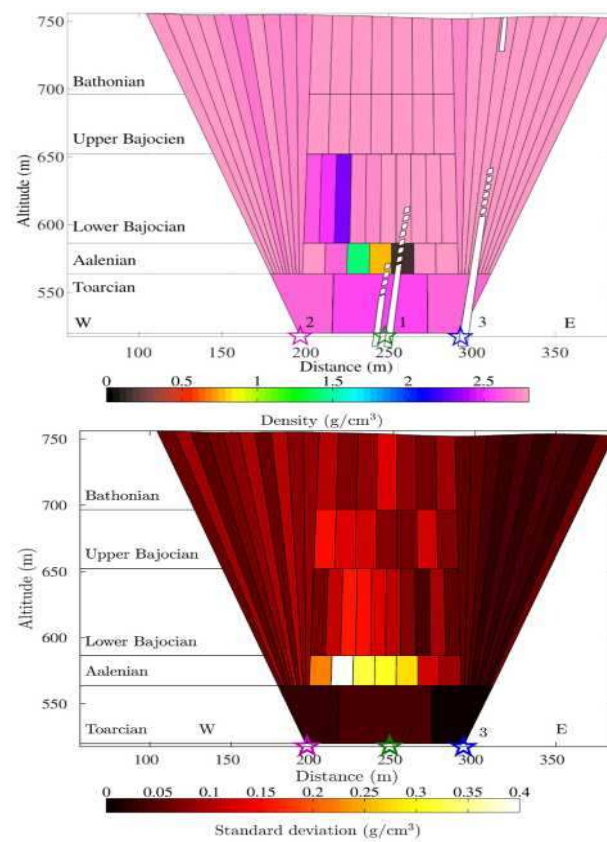 750
Bathonian
700
Upper Bajocien
650
Altitude (m)
Lower Bajocian
600
Aalenian
550
Toarcian
W 2 1 3 E
100 150 200 250 300 350
Distance (m)
0 0.5 1 1.5 2 2.5
Density (g/cm³)
750
Bathonian
700
Upper Bajocian
650
Altitude (m)
Lower Bajocian
600
Aalenian
550
Toarcian W 3 E
100 150 200 250 300 350
Distance (m)
0 0.05 0.1 0.15 0.2 0.25 0.3 0.35 0.4
Standard deviation (g/cm³)